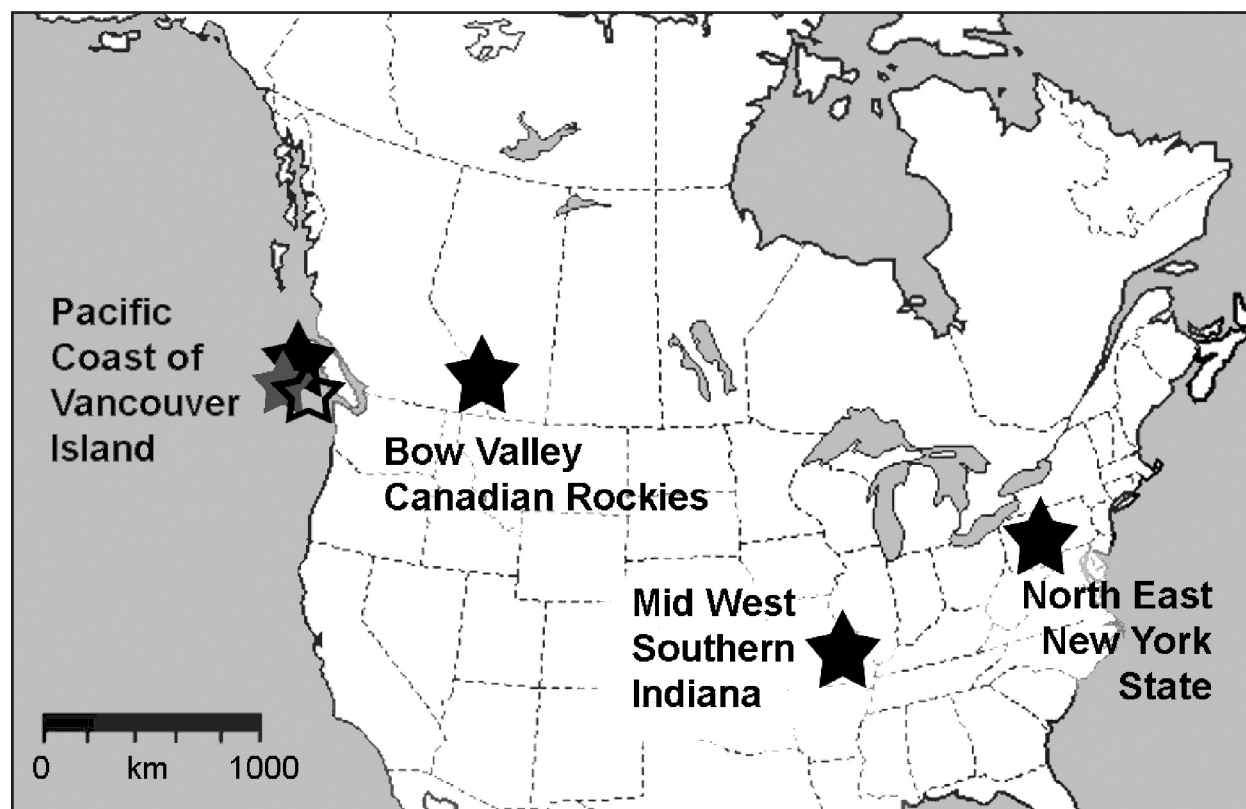 Pacific
Coast of
Vancouver
Island
Bow Valley
Canadian Rockies
Mid West
Southern
Indiana
North East
New York
State
0 km 1000